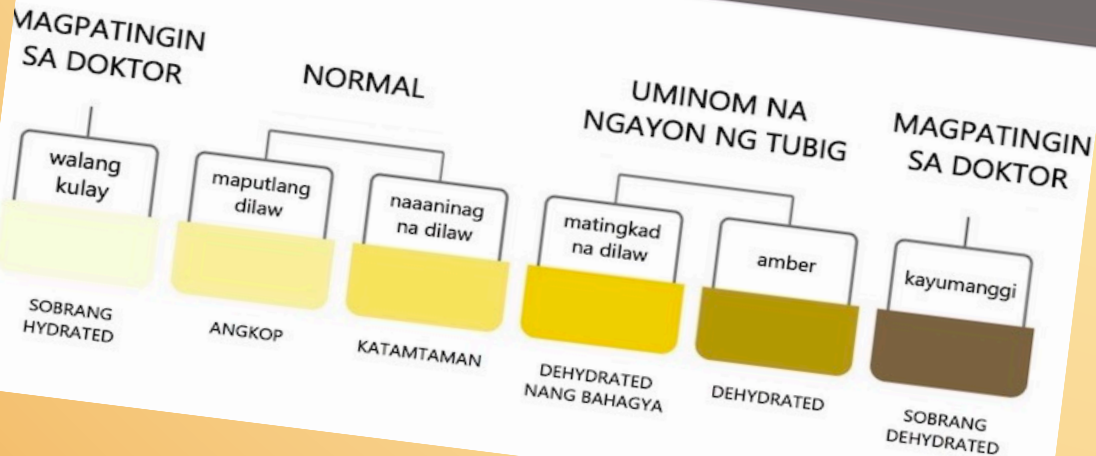 MAGPATINGIN
SA DOKTOR
NORMAL
UMINOM NA
NGAYON NG TUBIG
MAGPATINGIN
SA DOKTOR
walang
kulay
maputlang
dilaw
naaaninag
na dilaw
matingkad
na dilaw
amber
kayumanggi
SOBRANG
HYDRATED
ANGKOP
KATAMTAMAN
DEHYDRATED
NANG BAHAGYA
DEHYDRATED
SOBRANG
DEHYDRATED